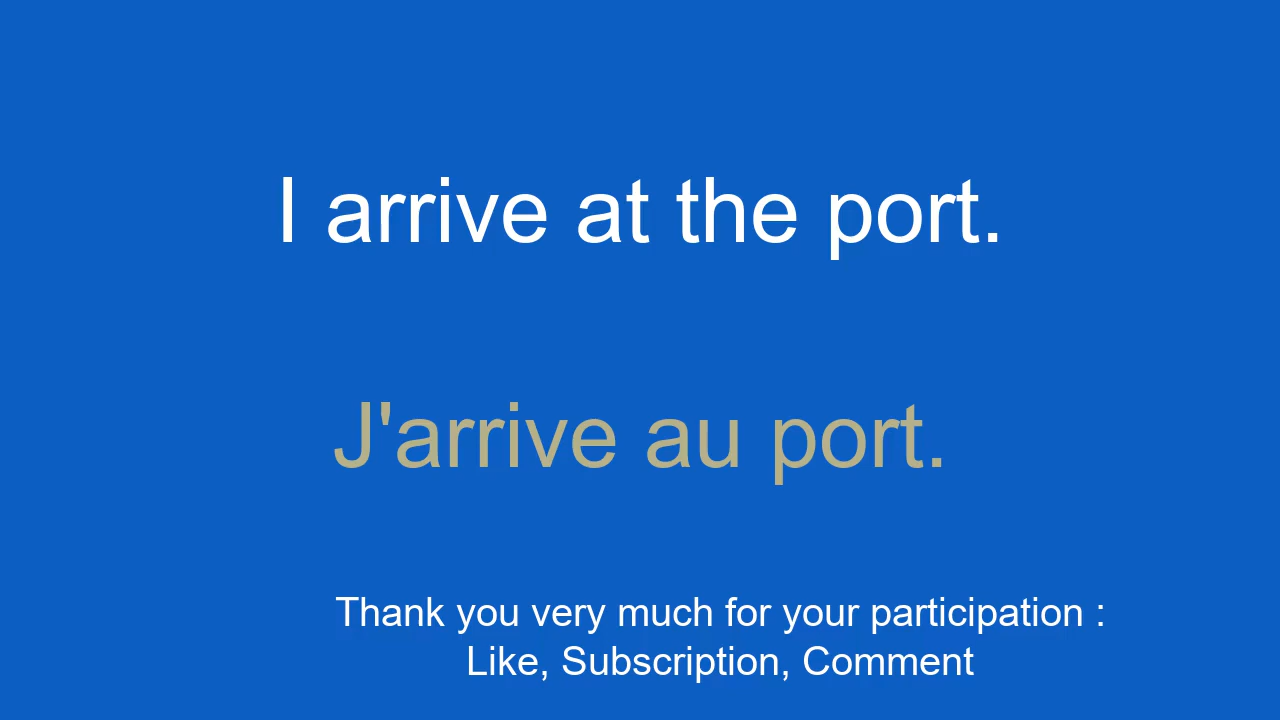 I arrive at the port.
J'arrive au port.
Thank you very much for your participation :
Like, Subscription, Comment